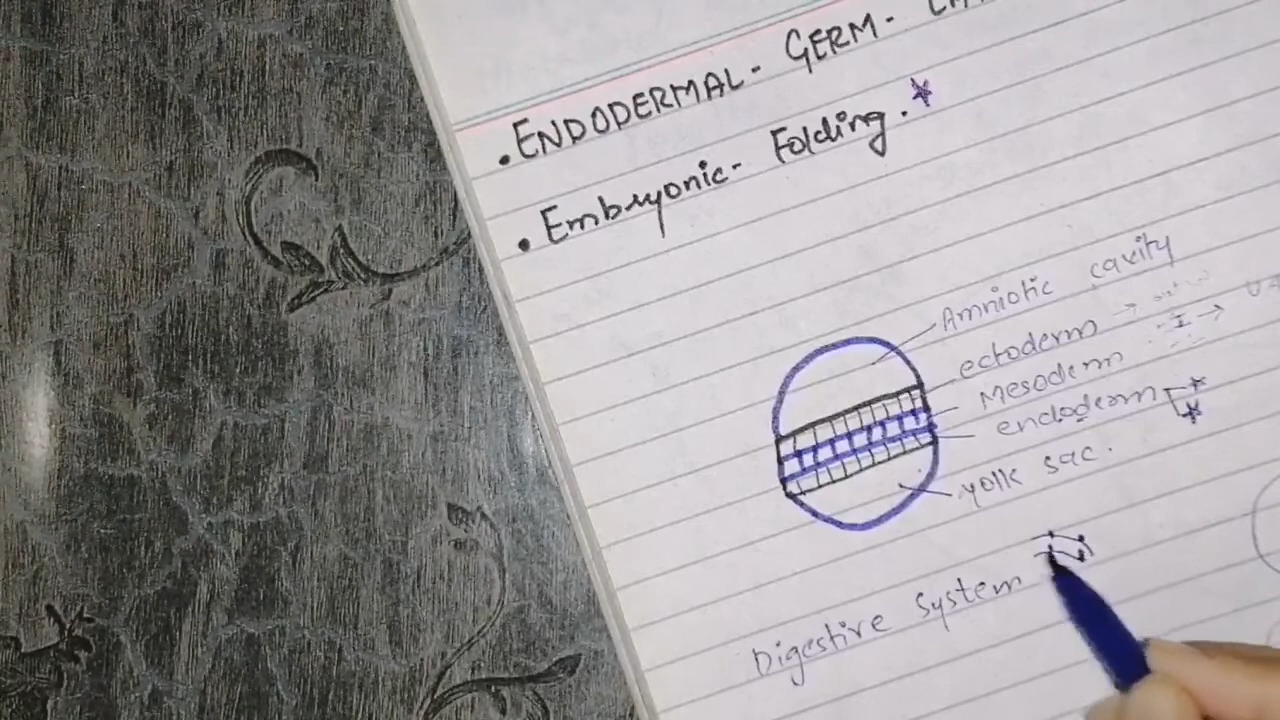 . ENDODERMAL - GERM -
. Embryonic - Folding.
Amniotic cavity
ectoderm →
Mesoderm →
endoderm
yolk sac.
Digestive system